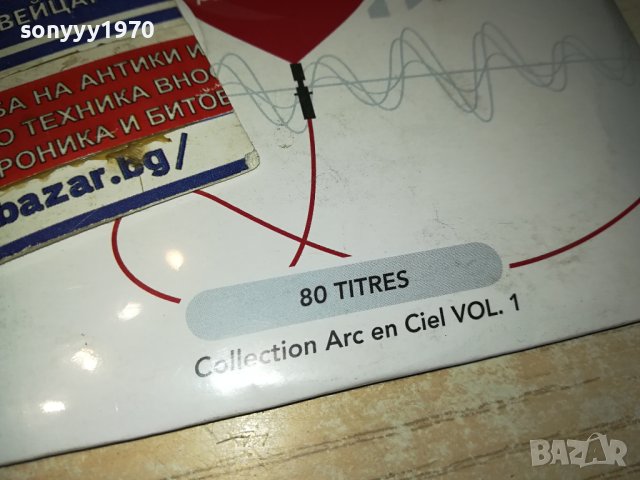 ВЕЙЦАР
sonyyy1970
ВА НА АНТИКИ И
О ТЕХНИКА ВНОС
РОНИКА И БИТОВ
bazar.bg/
80 TITRES
Collection Arc en Ciel VOL. 1
BAZAR